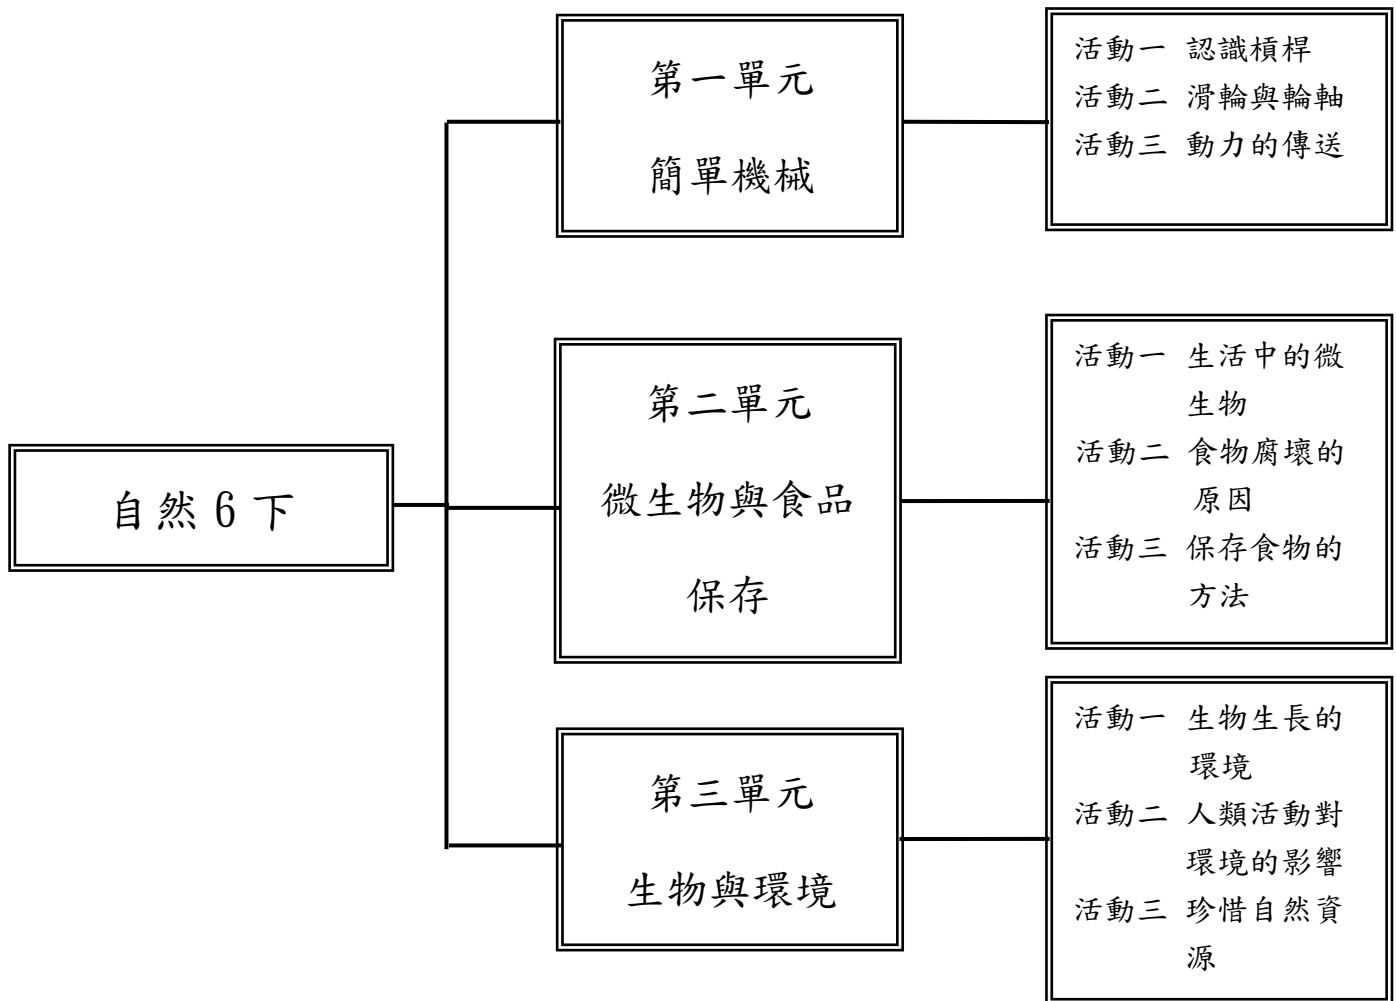 自然 6 下
第一單元
簡單機械
活動一 認識槓桿
活動二 滑輪與輪軸
活動三 動力的傳送
第二單元
微生物與食品
保存
活動一 生活中的微
生物
活動二 食物腐壞的
原因
活動三 保存食物的
方法
第三單元
生物與環境
活動一 生物生長的
環境
活動二 人類活動對
環境的影響
活動三 珍惜自然資
源